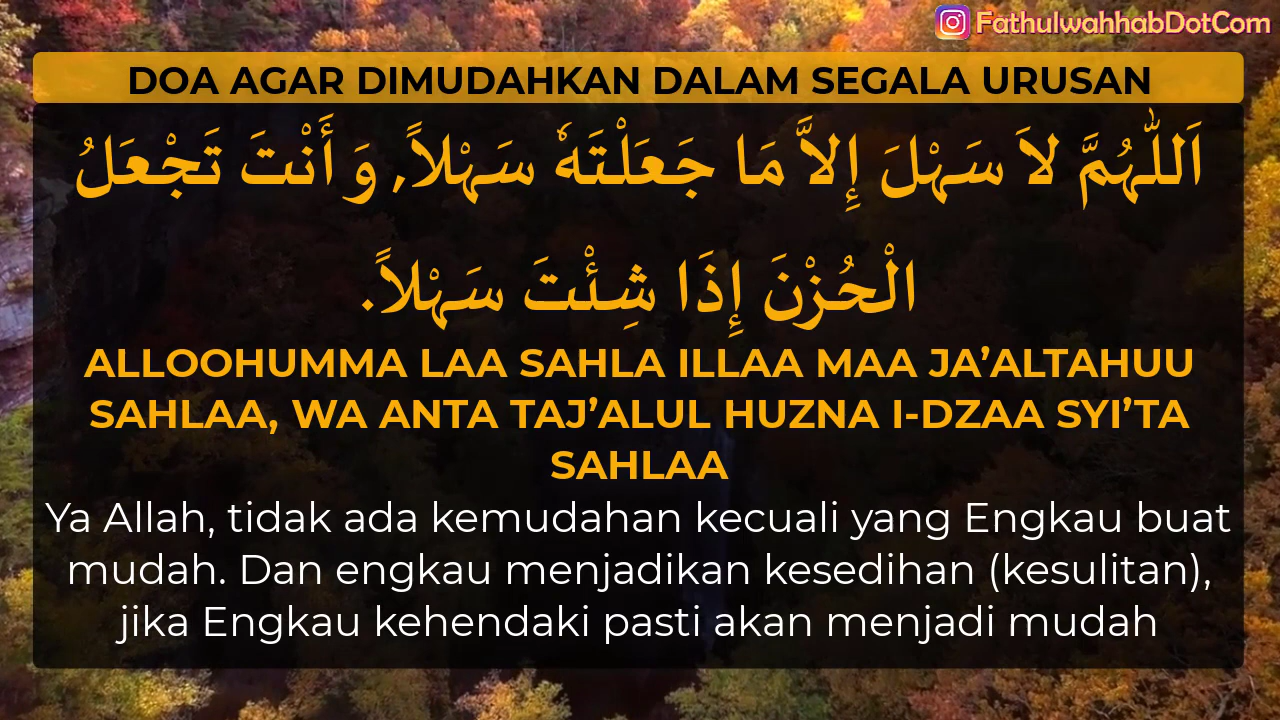 FathulwahhabDotCom
DOA AGAR DIMUDAHKAN DALAM SEGALA URUSAN
اَللّٰهُمَّ لاَ سَهْلَ إِلاَّ مَا جَعَلْتَهٗ سَهْلاً, وَ أَنْتَ تَجْعَلُ
الْحُزْنَ إِذَا شِئْتَ سَهْلاً.
ALLOOHUMMA LAA SAHLA ILLAA MAA JA’ALTAHUU
SAHLAA, WA ANTA TAJ’ALUL HUZNA I-DZAA SYI’TA
SAHLAA
Ya Allah, tidak ada kemudahan kecuali yang Engkau buat
mudah. Dan engkau menjadikan kesedihan (kesulitan),
jika Engkau kehendaki pasti akan menjadi mudah